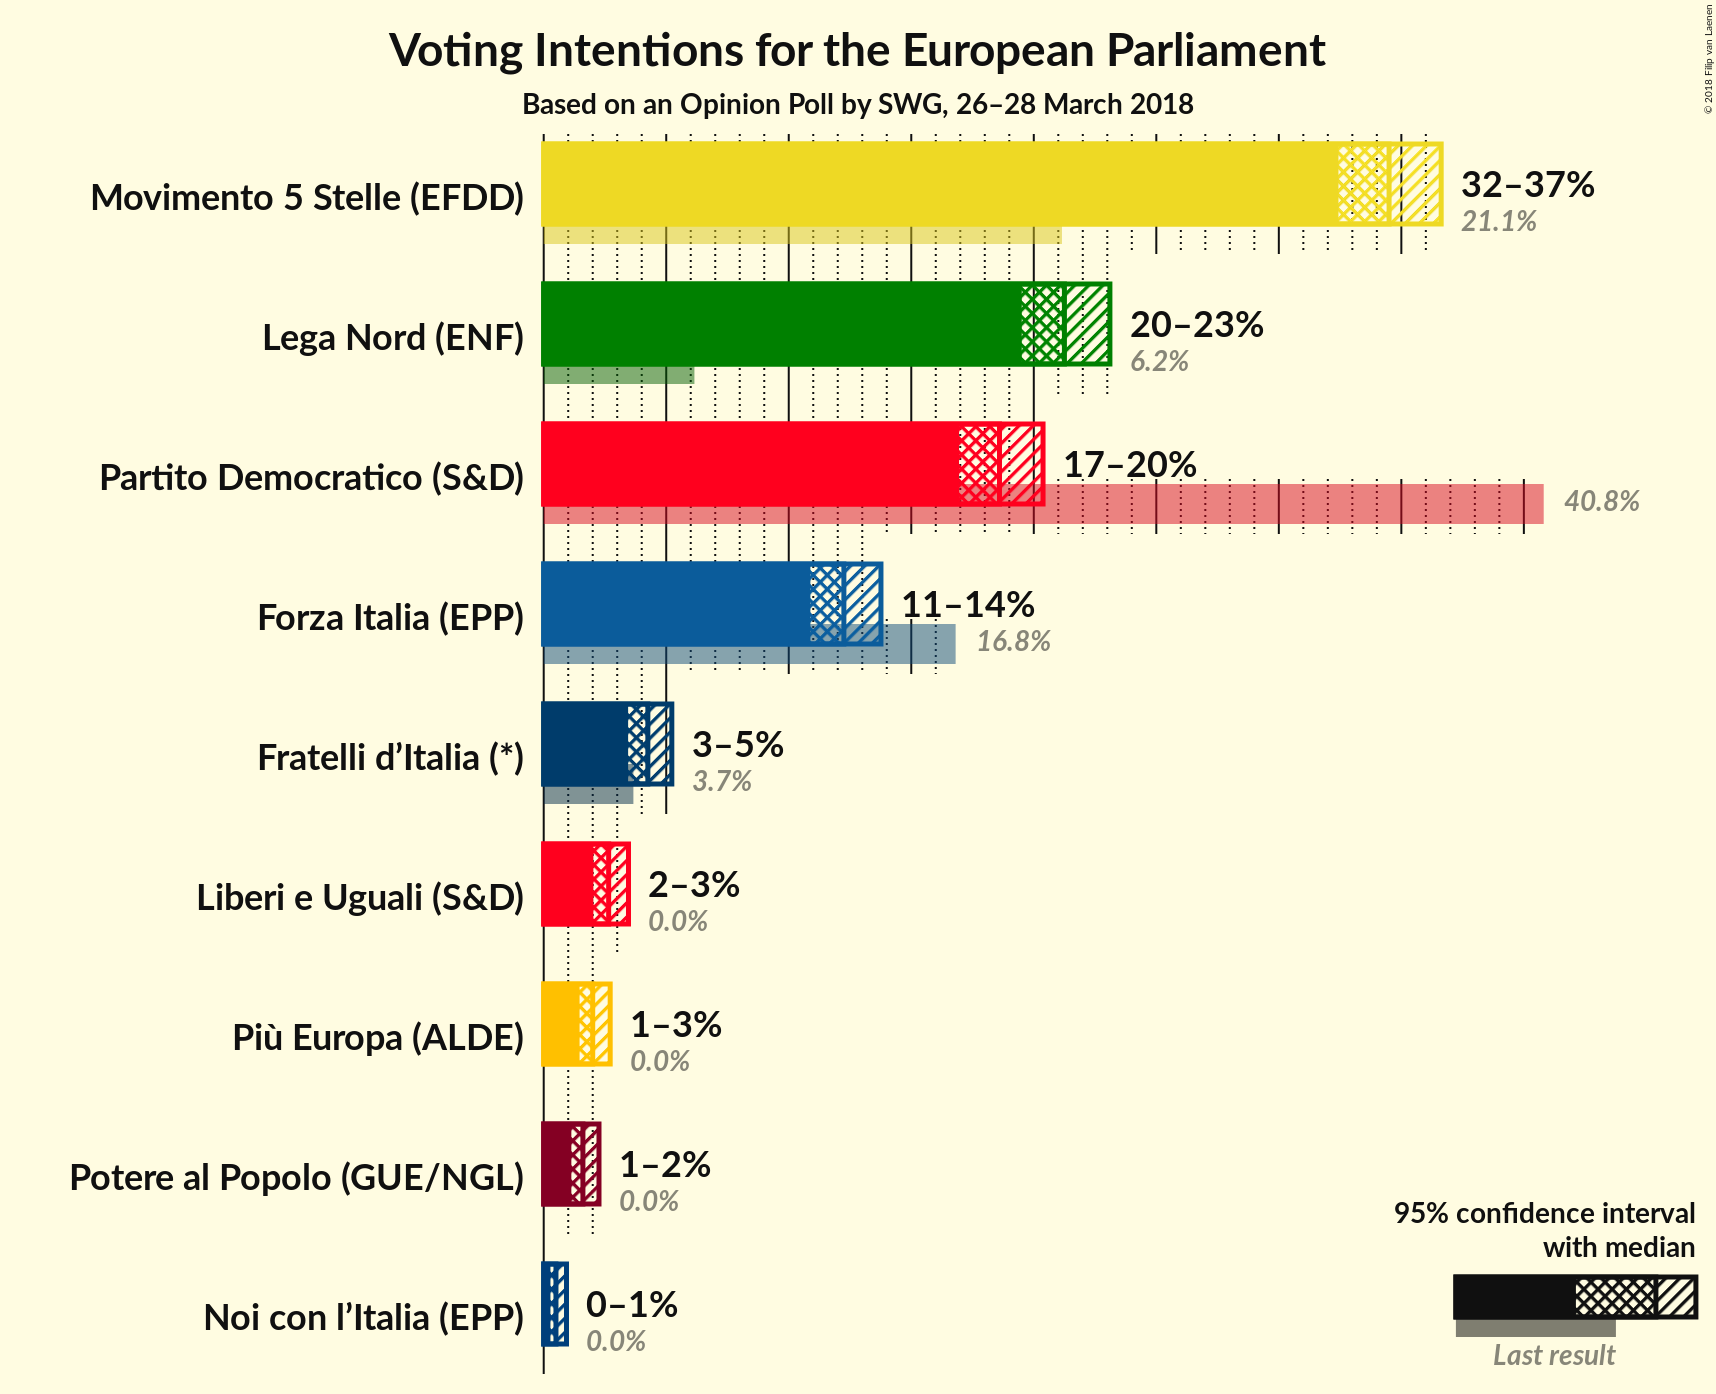 Voting Intentions for the European Parliament
Based on an Opinion Poll by SWG, 26–28 March 2018
© 2018 Filip van Laenen
Movimento 5 Stelle (EFDD)
32–37%
21.1%
Lega Nord (ENF)
20–23%
6.2%
Partito Democratico (S&D)
17–20%
40.8%
Forza Italia (EPP)
11–14%
16.8%
Fratelli d’Italia (*)
3–5%
3.7%
Liberi e Uguali (S&D)
2–3%
0.0%
Più Europa (ALDE)
1–3%
0.0%
Potere al Popolo (GUE/NGL)
1–2%
0.0%
Noi con l’Italia (EPP)
0–1%
0.0%
95% confidence interval
with median
Last result